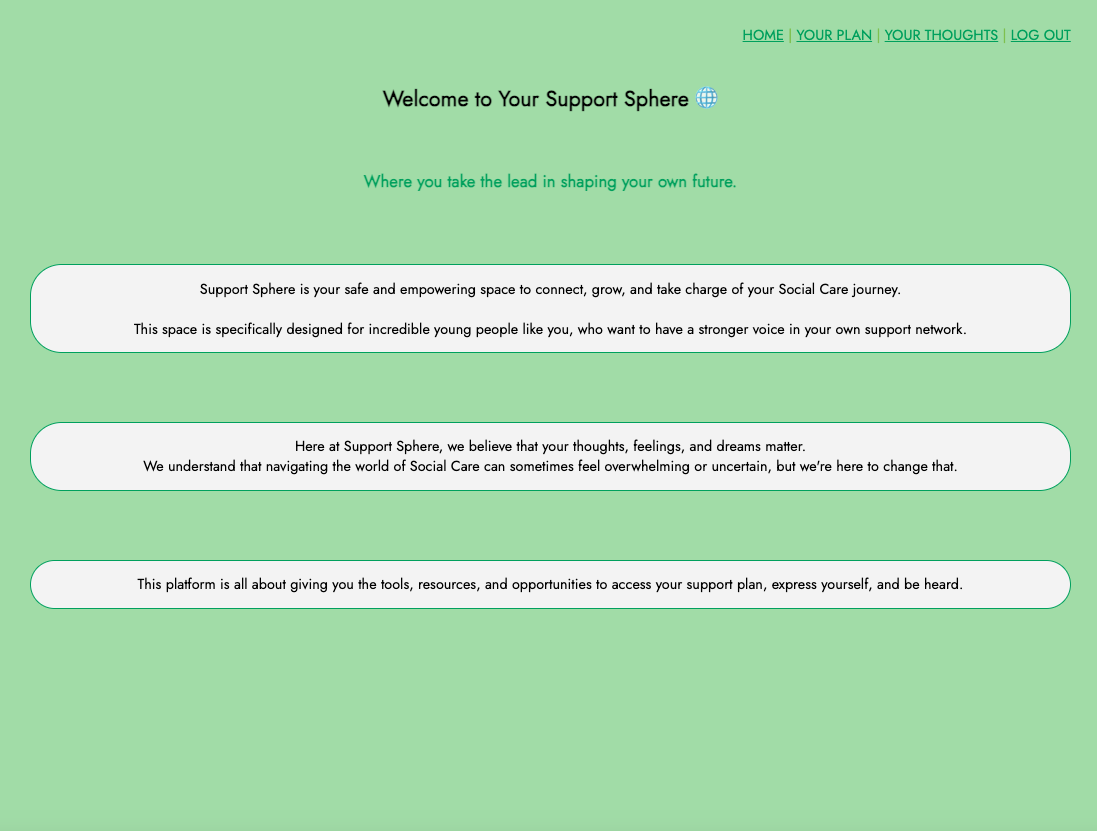 HOME | YOUR PLAN | YOUR THOUGHTS | LOG OUT
Welcome to Your Support Sphere 🌐
Where you take the lead in shaping your own future.
Support Sphere is your safe and empowering space to connect, grow, and take charge of your Social Care journey.
This space is specifically designed for incredible young people like you, who want to have a stronger voice in your own support network.
Here at Support Sphere, we believe that your thoughts, feelings, and dreams matter.
We understand that navigating the world of Social Care can sometimes feel overwhelming or uncertain, but we're here to change that.
This platform is all about giving you the tools, resources, and opportunities to access your support plan, express yourself, and be heard.